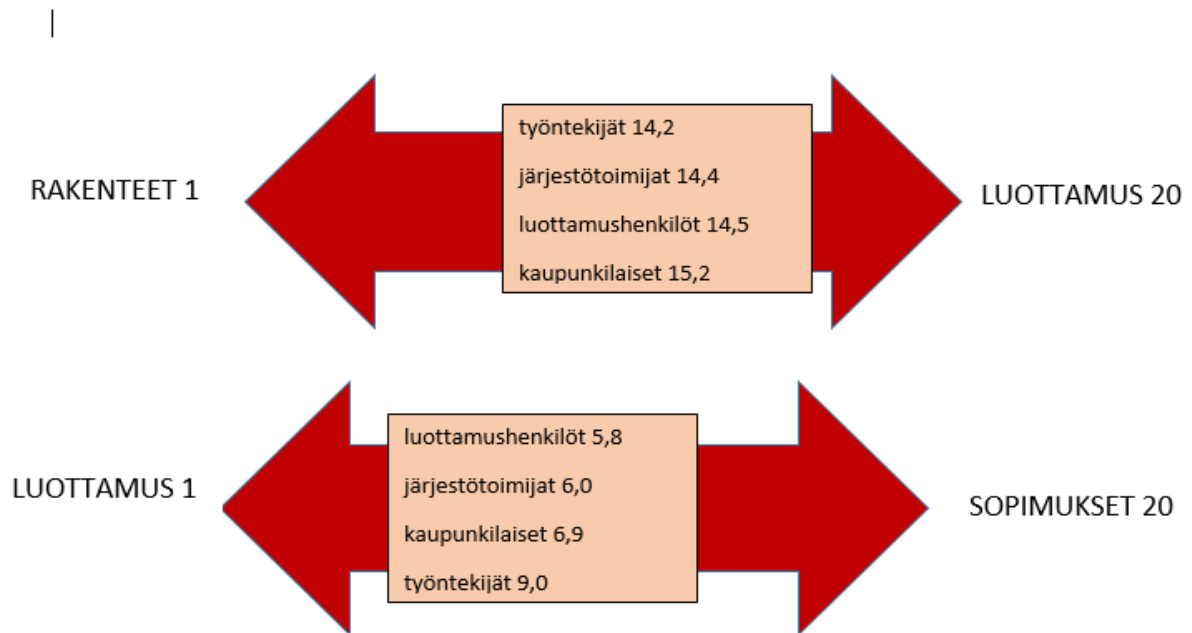 RAKENTEET 1
työntekijät 14,2
järjestötoimijat 14,4
luottamushenkilöt 14,5
kaupunkilaiset 15,2
LUOTTAMUS 20
LUOTTAMUS 1
luottamushenkilöt 5,8
järjestötoimijat 6,0
kaupunkilaiset 6,9
työntekijät 9,0
SOPIMUKSET 20